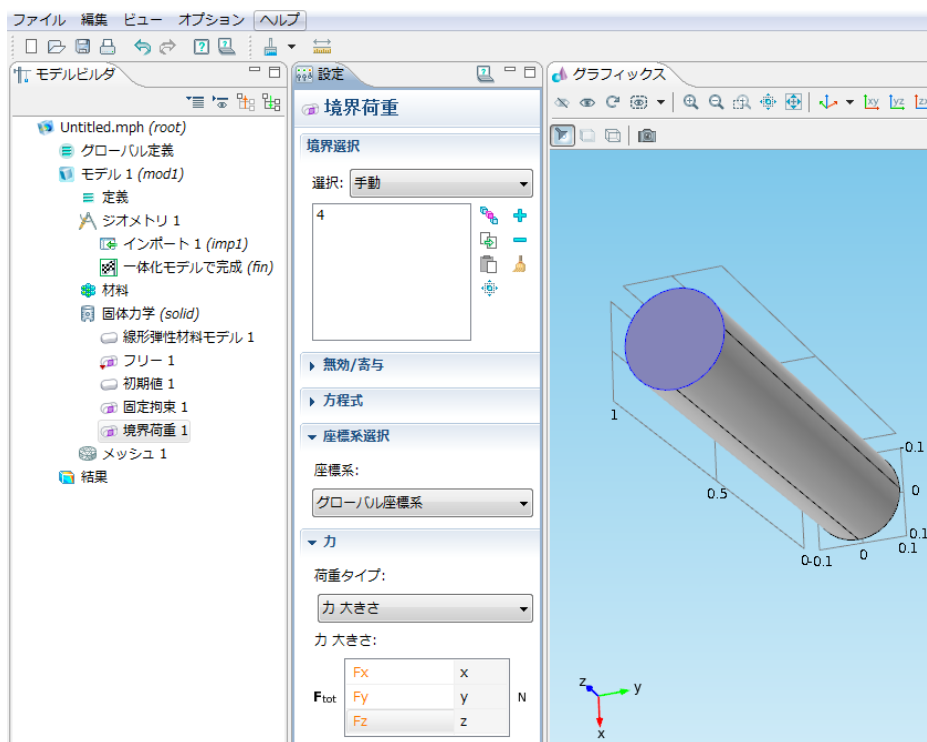 ファイル 編集 ビュー オプション ヘルプ
モデルビルダ
Untitled.mph (root)
グローバル定義
モデル 1 (mod1)
定義
ジオメトリ 1
インポート 1 (imp1)
一体化モデルで完成 (fin)
材料
固体力学 (solid)
線形弾性材料モデル 1
フリー 1
初期値 1
固定拘束 1
境界荷重 1
メッシュ 1
結果
設定
境界荷重
境界選択
選択: 手動
4
無効/寄与
方程式
座標系選択
座標系:
グローバル座標系
力
荷重タイプ:
力 大きさ
力 大きさ:
Fx x
Ftot Fy y N
Fz z
グラフィックス
xy yz zx
1
0.5
0
-0.1
0
0.1
-0.1
0
0.1
z y
x